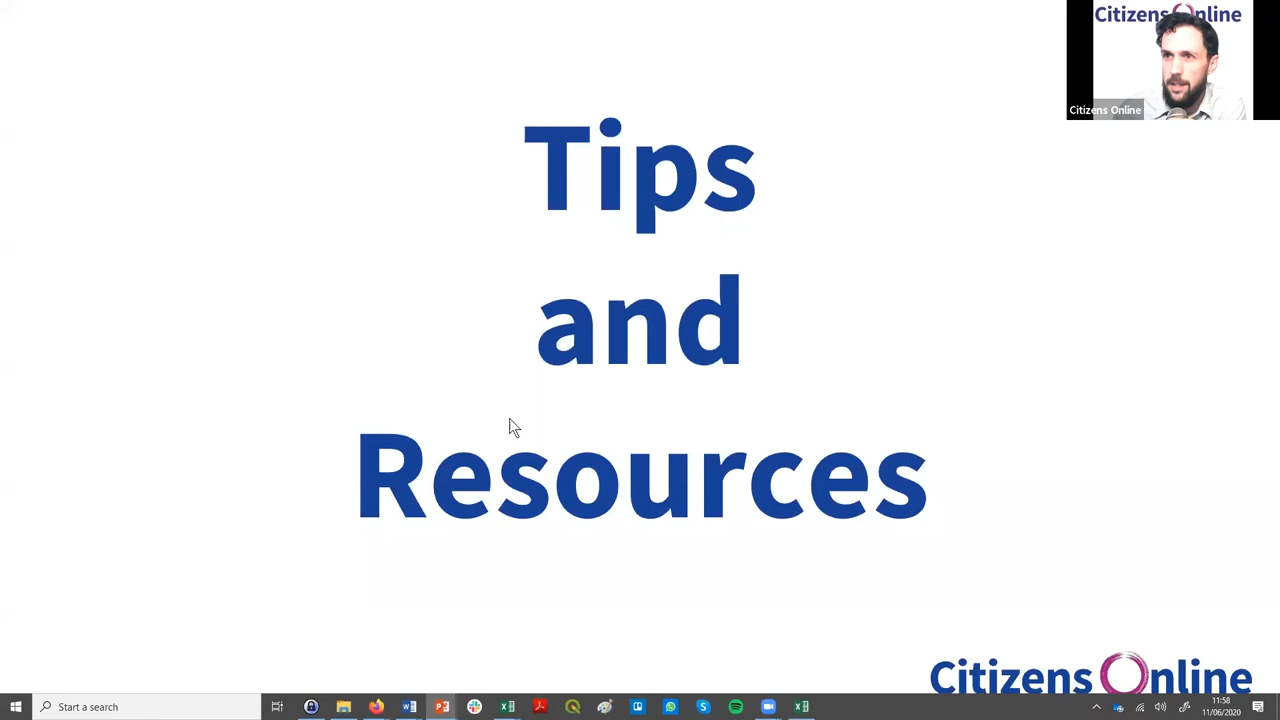 Citizens Online
Citizens Online
Tips
and
Resources
Citizens Online
Start a search
11:58
11/06/2020